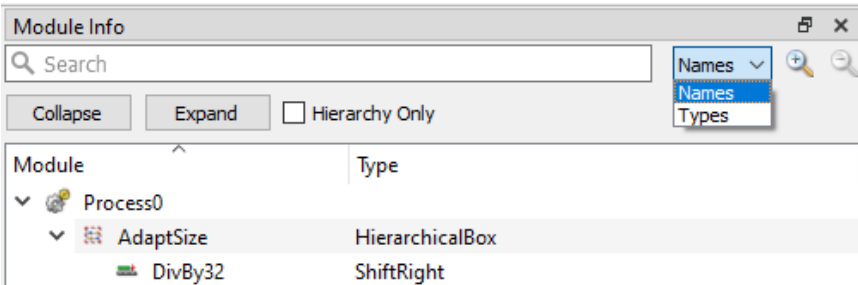 Module Info
Search
Names
Names
Types
Collapse Expand Hierarchy Only
Module Type
Process0
AdaptSize HierarchicalBox
DivBy32 ShiftRight